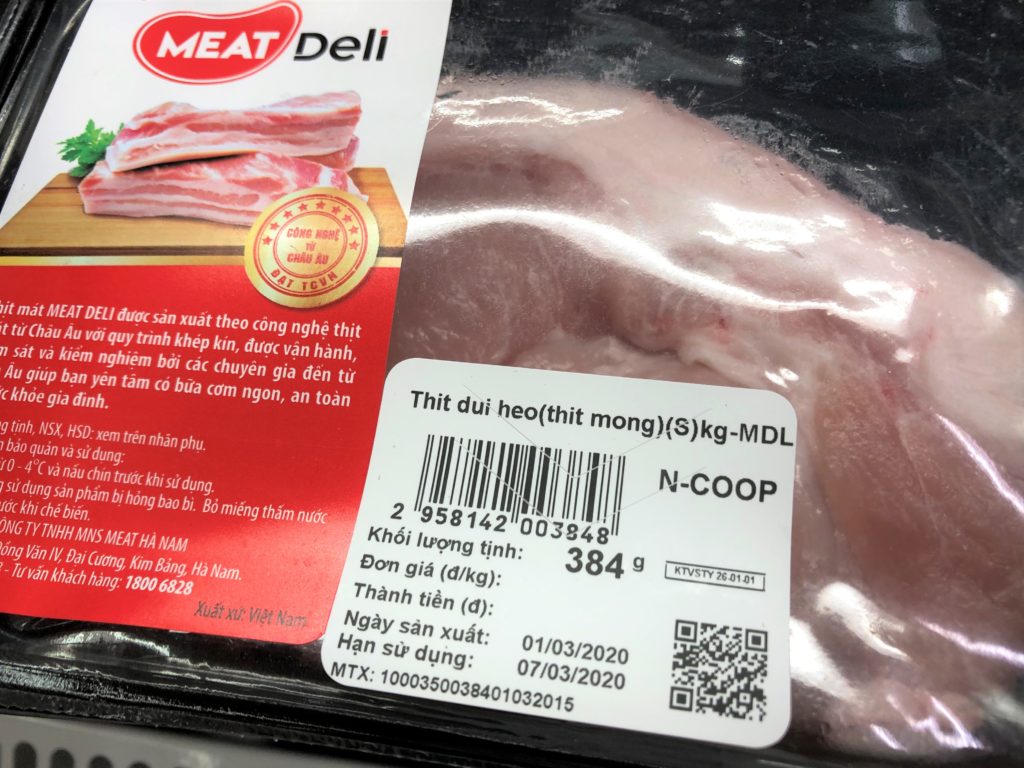 MEAT Deli
CÔNG NGHỆ
TỪ
CHÂU ÂU
ĐẠT TCVN
mát MEAT DELI được sản xuất theo công nghệ thịt
từ Châu Âu với quy trình khép kín, được vận hành,
sát và kiểm nghiệm bởi các chuyên gia đến từ
Âu giúp bạn yên tâm có bữa cơm ngon, an toàn
khỏe gia đình.
tịnh, NSX, HSD: xem trên nhãn phụ.
bảo quản và sử dụng:
0 - 4°C và nấu chín trước khi sử dụng.
sử dụng sản phẩm bị hỏng bao bì. Bỏ miếng thấm nước
khi chế biến.
CÔNG TY TNHH MNS MEAT HÀ NAM
Đồng Văn IV, Đại Cương, Kim Bảng, Hà Nam.
- Tư vấn khách hàng: 1800 6828
Xuất xứ: Việt Nam
Thit dui heo(thit mong)(S)kg-MDL
N-COOP
2 958142 003848
Khối lượng tịnh: 384 g
KTVSTY 26-01-01
Đơn giá (đ/kg):
Thành tiền (đ):
Ngày sản xuất: 01/03/2020
Hạn sử dụng: 07/03/2020
MTX: 1000350038401032015